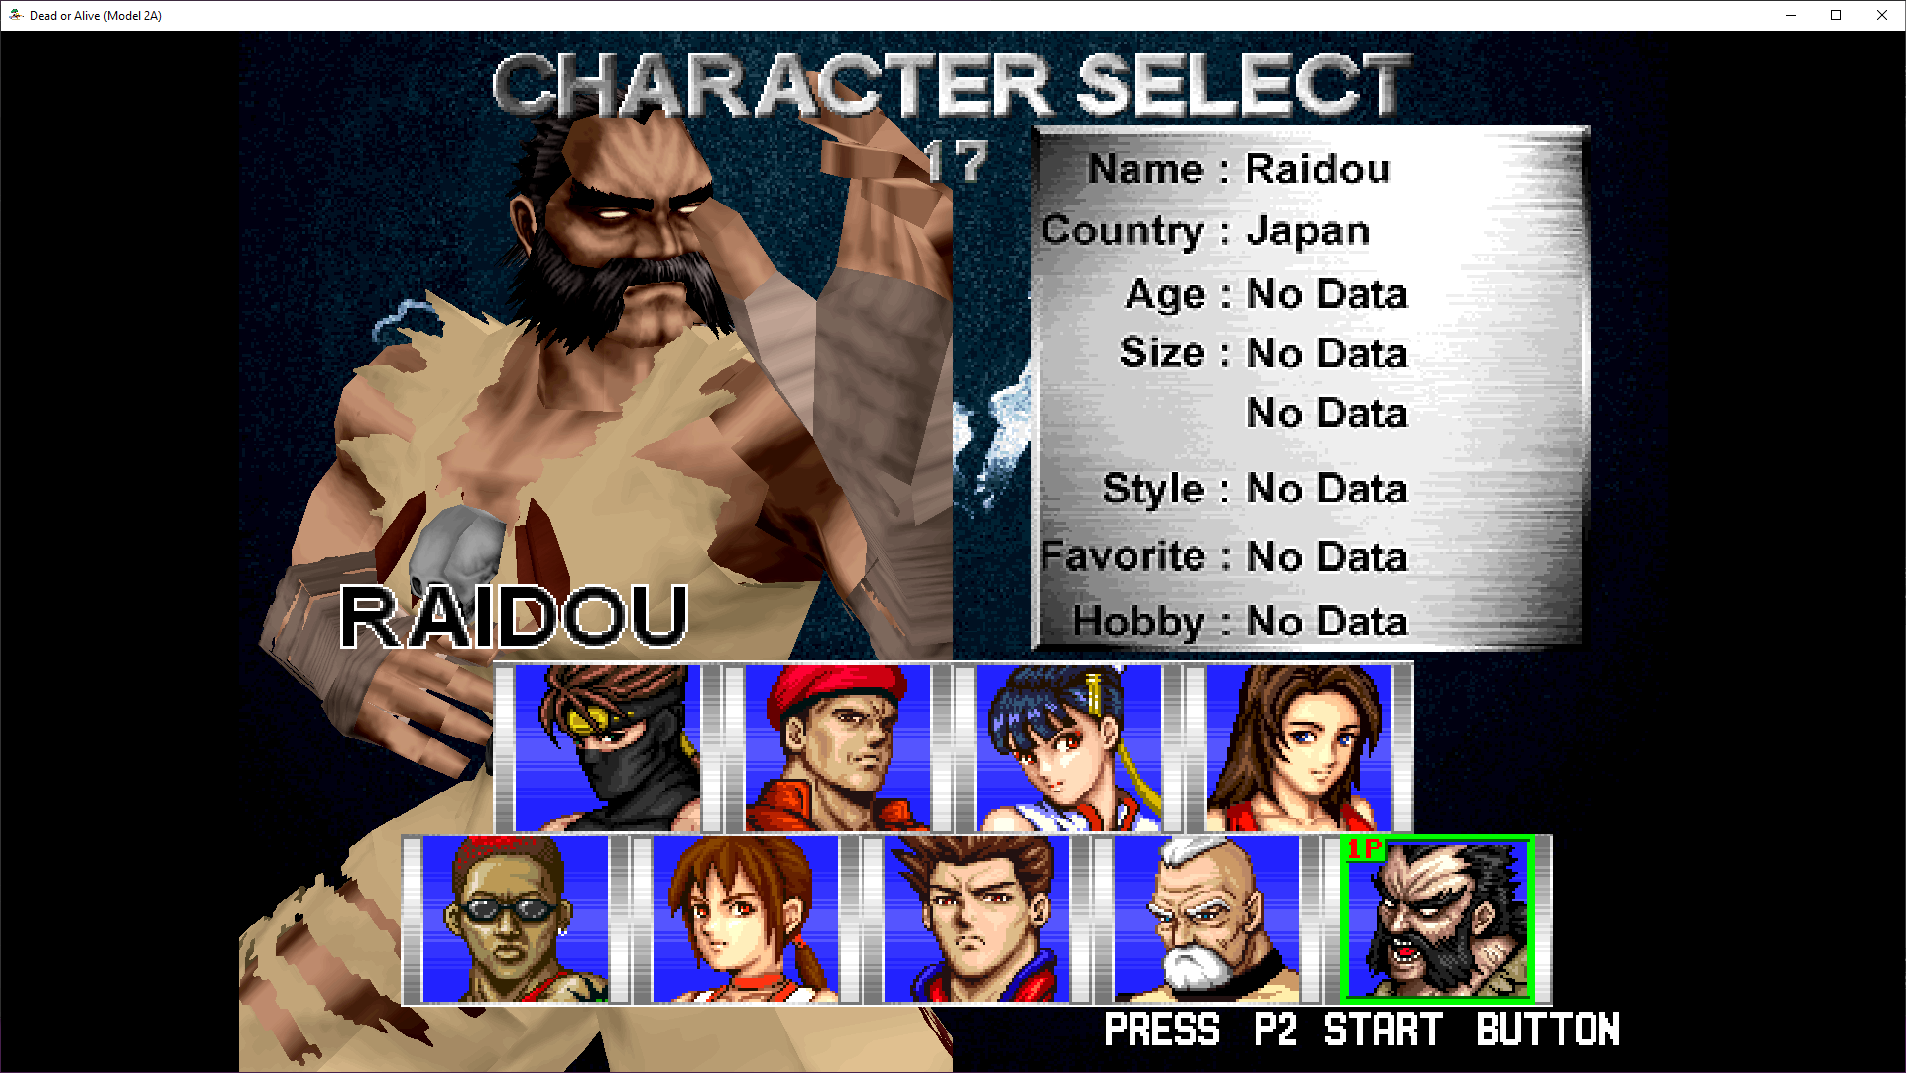 Dead or Alive (Model 2A)
CHARACTER SELECT
17
Name : Raidou
Country : Japan
Age : No Data
Size : No Data
No Data
Style : No Data
Favorite : No Data
Hobby : No Data
RAIDOU
1P
PRESS P2 START BUTTON